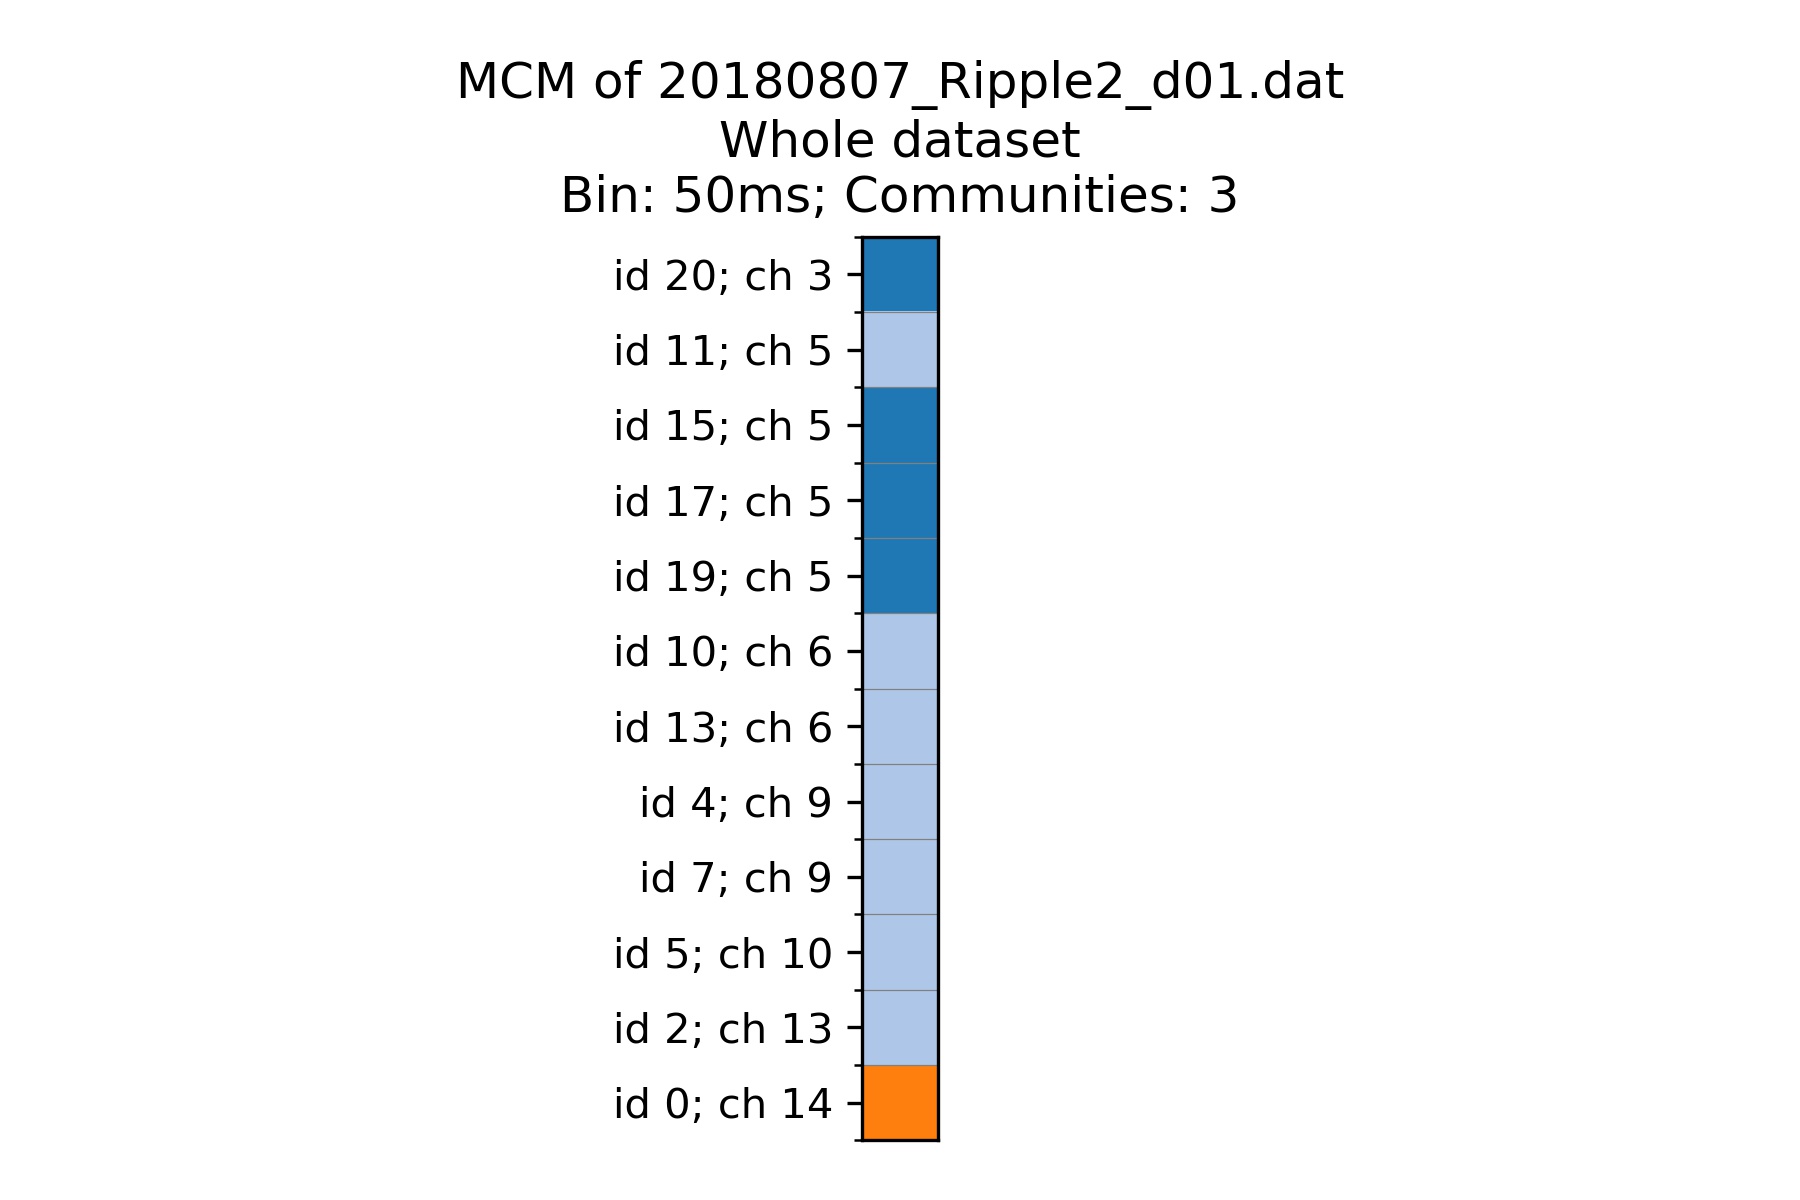 MCM of 20180807_Ripple2_d01.dat
Whole dataset
Bin: 50ms; Communities: 3
id 20; ch 3
id 11; ch 5
id 15; ch 5
id 17; ch 5
id 19; ch 5
id 10; ch 6
id 13; ch 6
id 4; ch 9
id 7; ch 9
id 5; ch 10
id 2; ch 13
id 0; ch 14